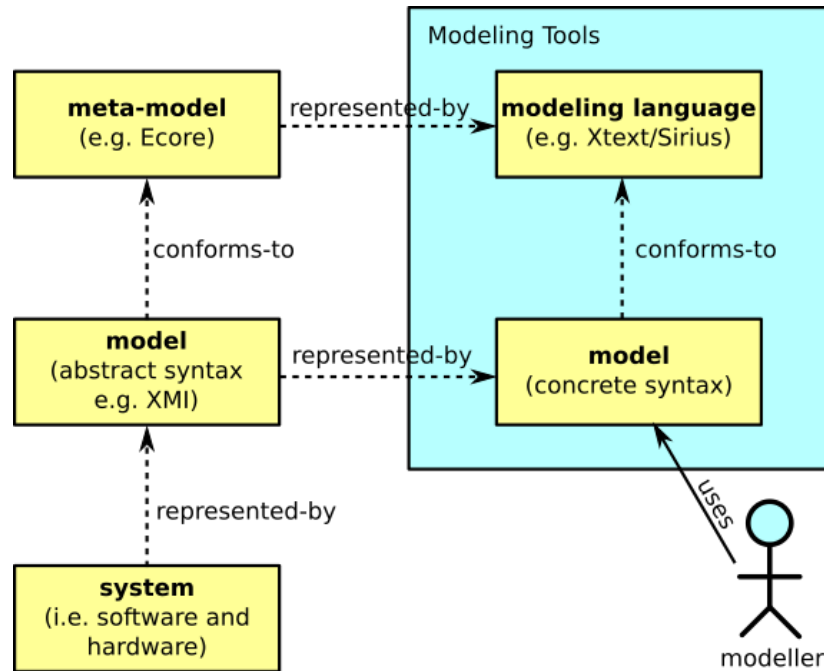 Modeling Tools
meta-model
(e.g. Ecore)
represented-by
modeling language
(e.g. Xtext/Sirius)
conforms-to
conforms-to
model
(abstract syntax
e.g. XMI)
represented-by
model
(concrete syntax)
uses
represented-by
system
(i.e. software and
hardware)
modeller